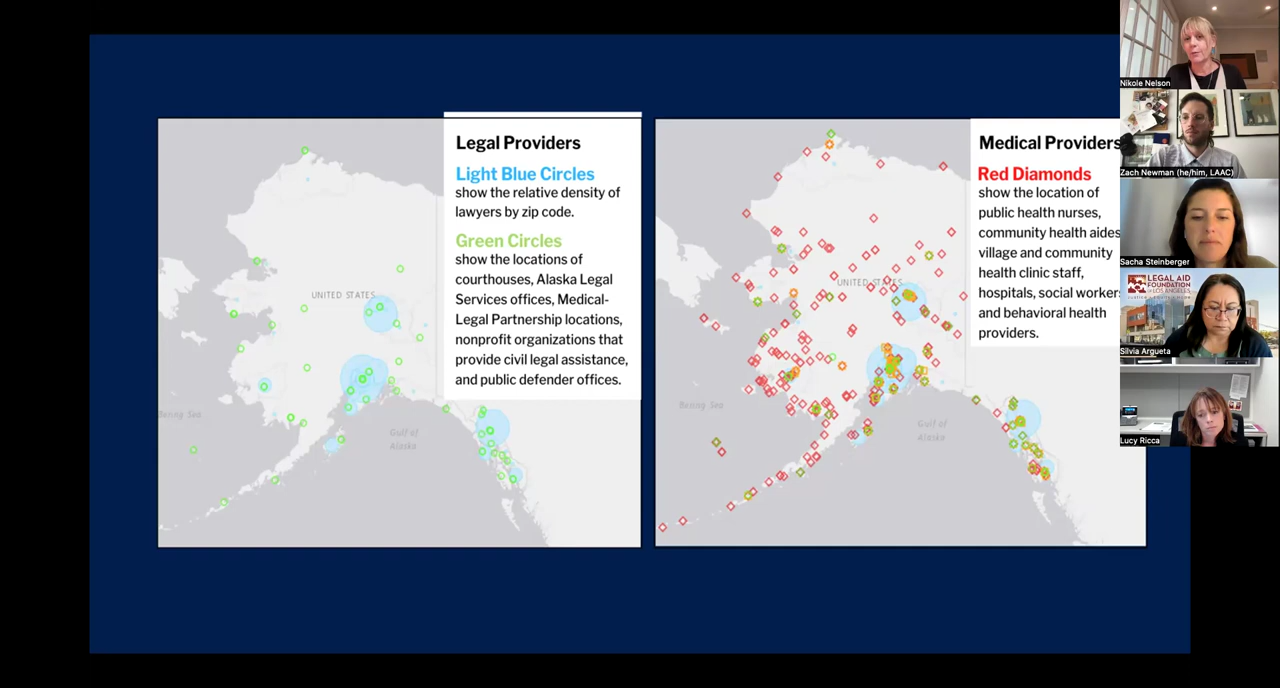 Legal Providers
Light Blue Circles
show the relative density of
lawyers by zip code.
Green Circles
show the locations of
courthouses, Alaska Legal
Services offices, Medical-
Legal Partnership locations,
nonprofit organizations that
provide civil legal assistance,
and public defender offices.
UNITED STATES
Bering Sea
Gulf of
Alaska
Medical Providers
Red Diamonds
show the location of
public health nurses,
community health aides
village and community
health clinic staff,
hospitals, social workers
and behavioral health
providers.
UNITED STATES
Bering Sea
Gulf of
Alaska
Nikole Nelson
Zach Newman (he/him, LAAC)
Sacha Steinberger
LEGAL AID
FOUNDATION
OF LOS ANGELES
Silvia Argueta
Lucy Ricca